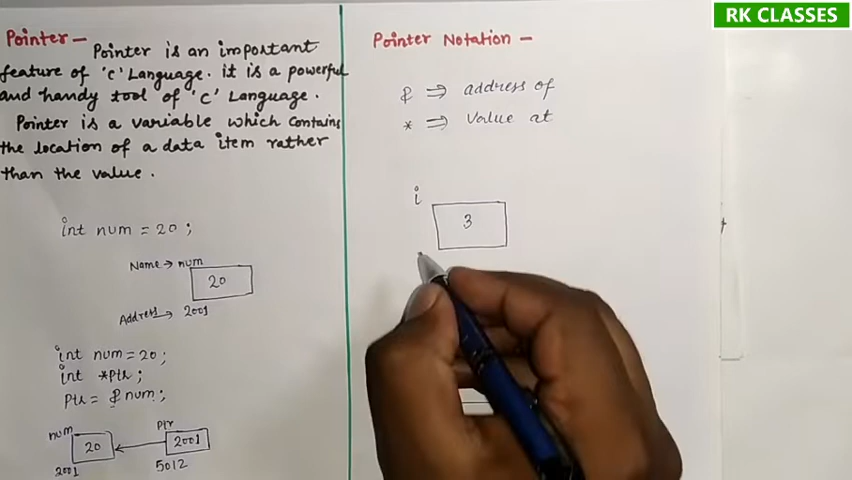 RK CLASSES
Pointer -
Pointer is an important
feature of 'C' Language. it is a powerful
and handy tool of 'C' Language.
Pointer is a variable which contains
the location of a data item rather
than the value.
int num = 20 ;
Name → num
20
Address → 2001
int num = 20 ;
int *Ptr ;
Ptr = & num ;
num
20
2001
Ptr
2001
5012
Pointer Notation -
& ⇒ address of
* ⇒ Value at
i
3